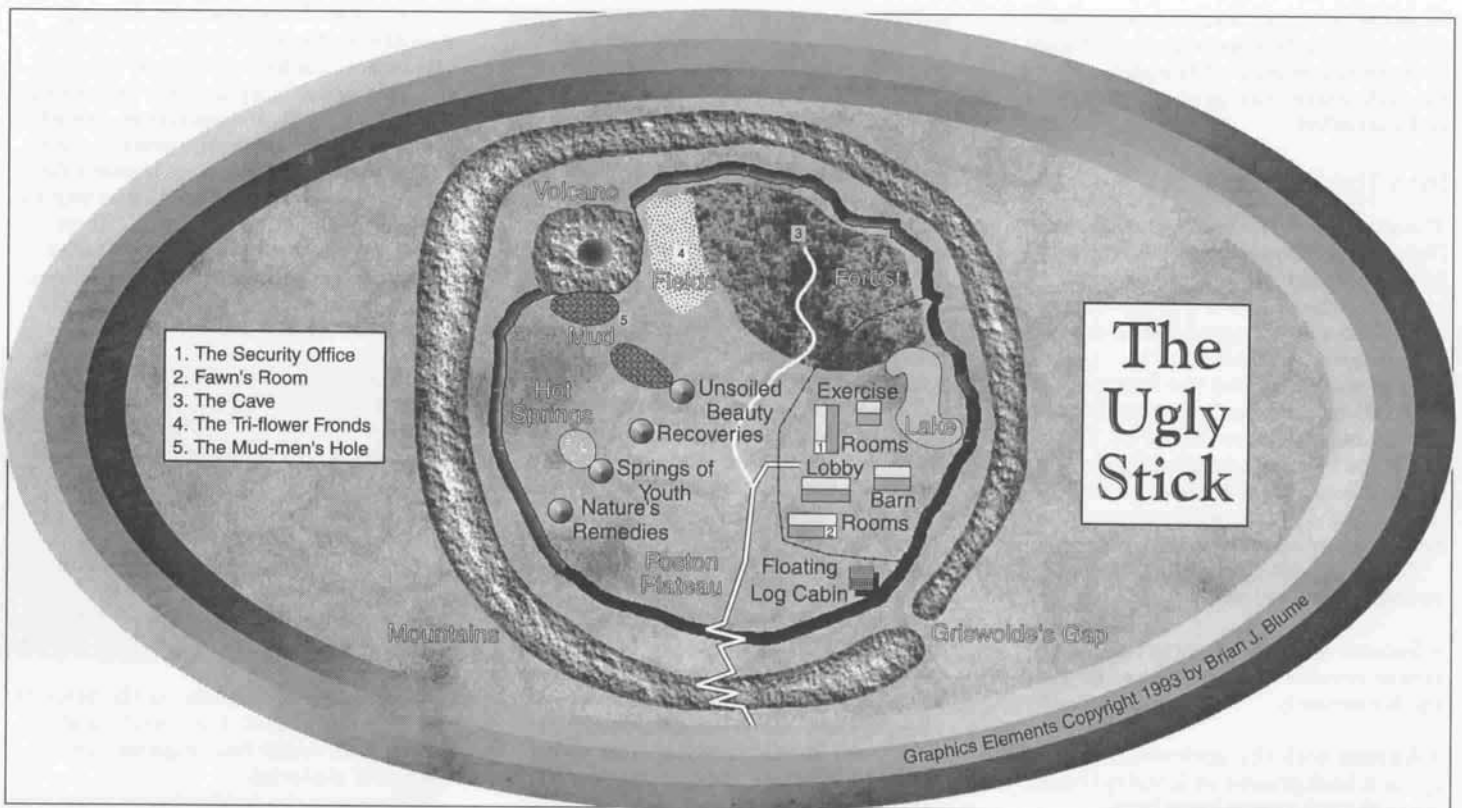 Volcano
3
4
Fields
Forest
5
Mud
1. The Security Office
2. Fawn's Room
3. The Cave
4. The Tri-flower Fronds
5. The Mud-men's Hole
Hot
Springs
Unsoiled
Beauty
Recoveries
Springs of
Youth
Nature's
Remedies
Exercise
Lake
1
Rooms
Lobby
Barn
Rooms
2
Foston
Plateau
Floating
Log Cabin
Mountains
Griswolde's Gap
The
Ugly
Stick
Graphics Elements Copyright 1993 by Brian J. Blume